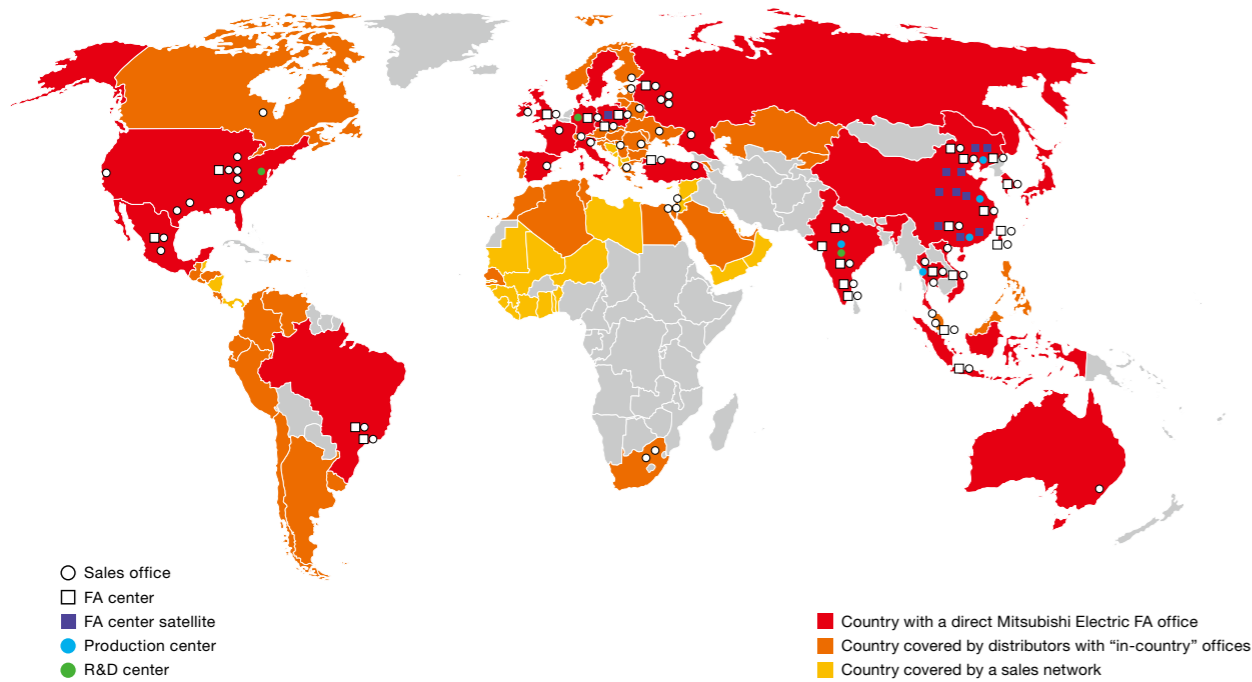 Sales office
FA center
FA center satellite
Production center
R&D center
Country with a direct Mitsubishi Electric FA office
Country covered by distributors with “in-country” offices
Country covered by a sales network